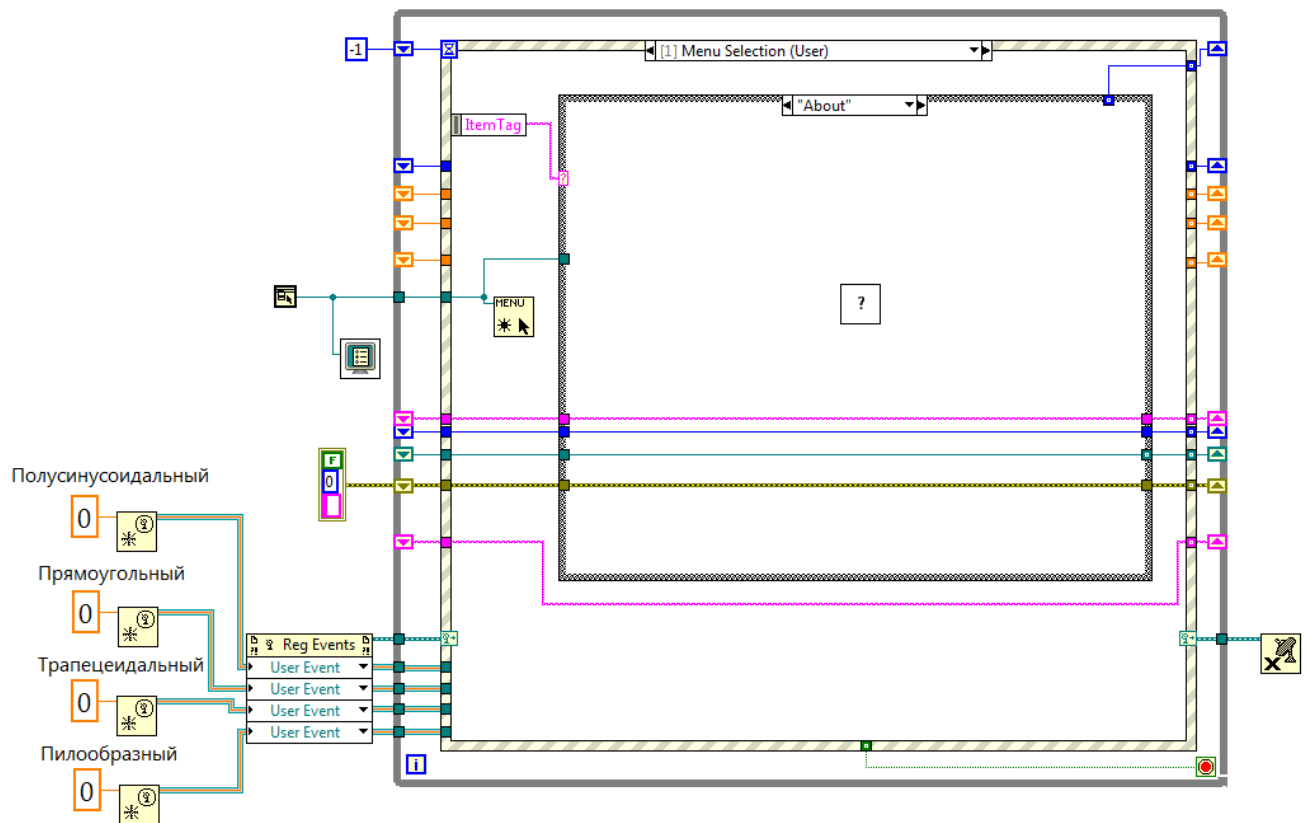 -1
[1] Menu Selection (User)
"About"
ItemTag
?
?
MENU
F
0
Полусинусоидальный
0
Прямоугольный
0
Reg Events
User Event
User Event
User Event
User Event
Трапецеидальный
0
Пилообразный
0
i